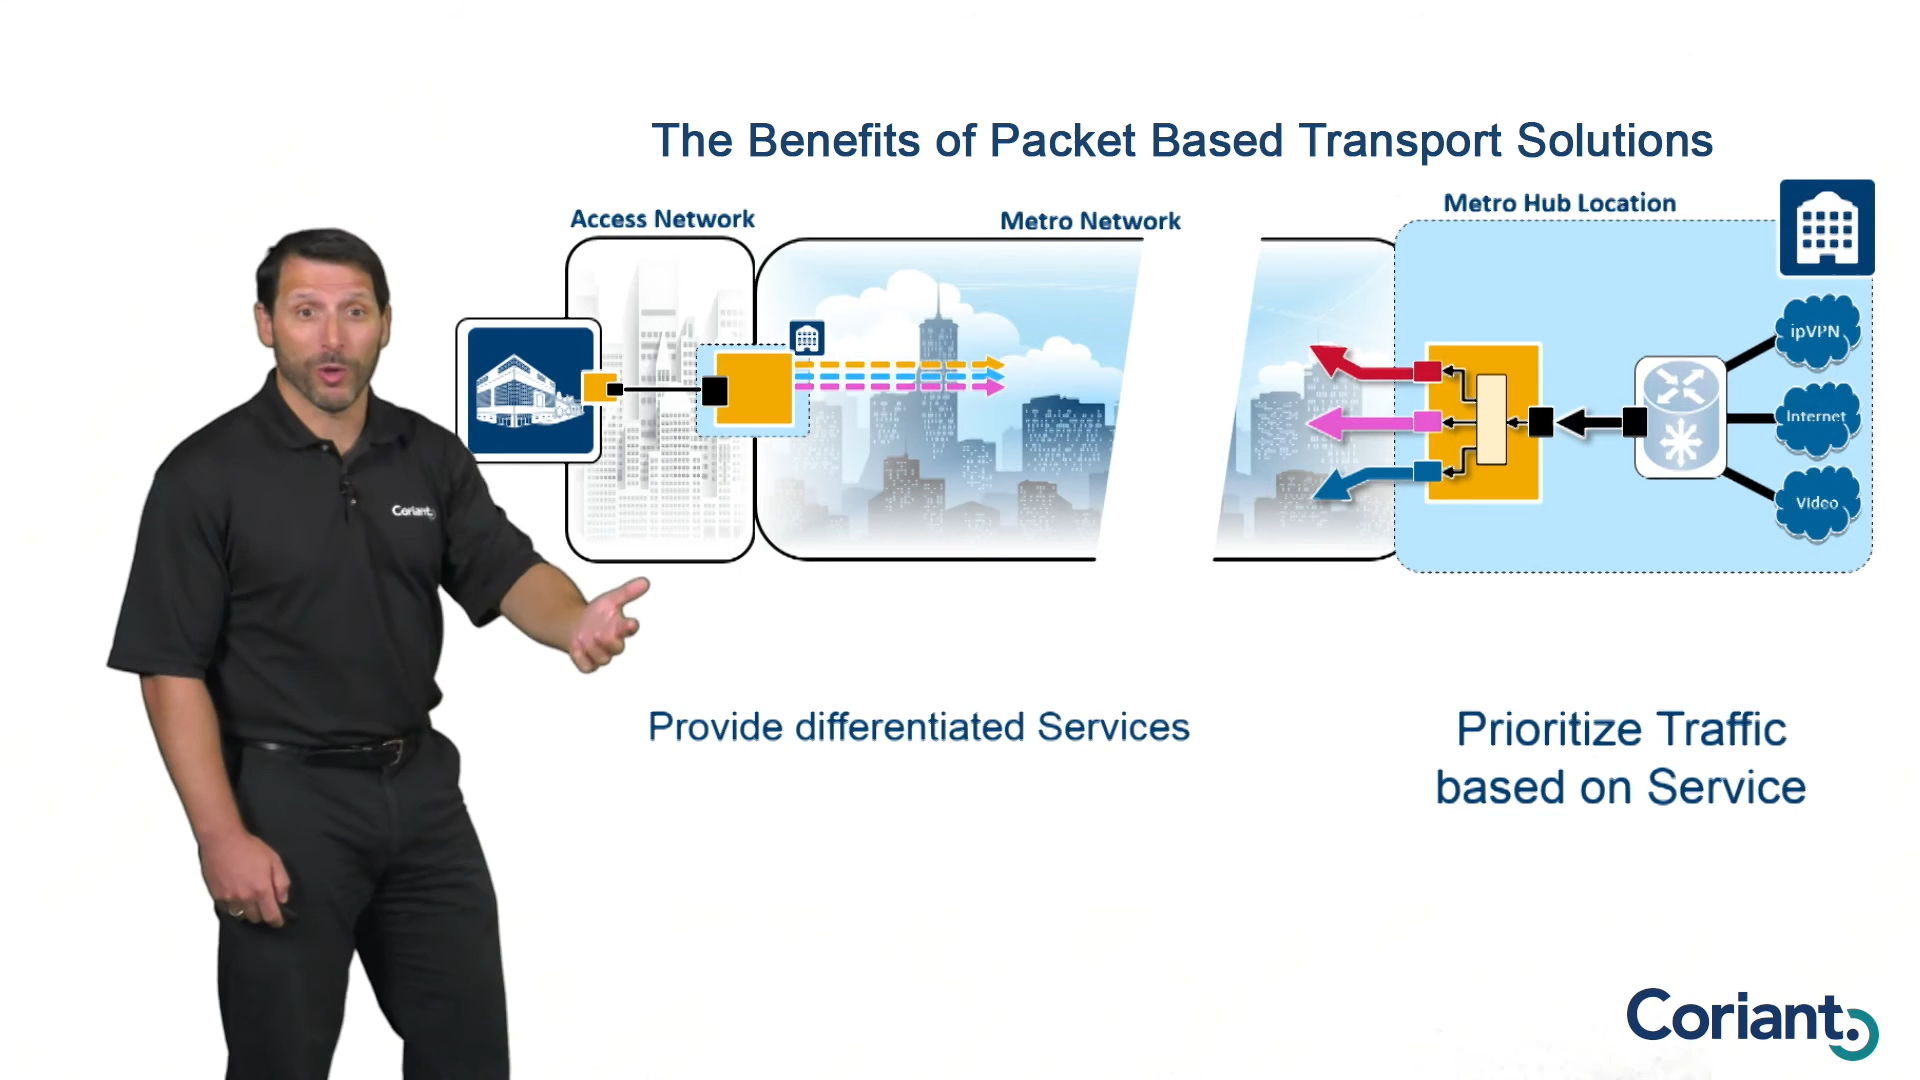 The Benefits of Packet Based Transport Solutions
Access Network
Metro Network
Metro Hub Location
ipVPN
Internet
Video
Coriant.
Provide differentiated Services
Prioritize Traffic
based on Service
Coriant.